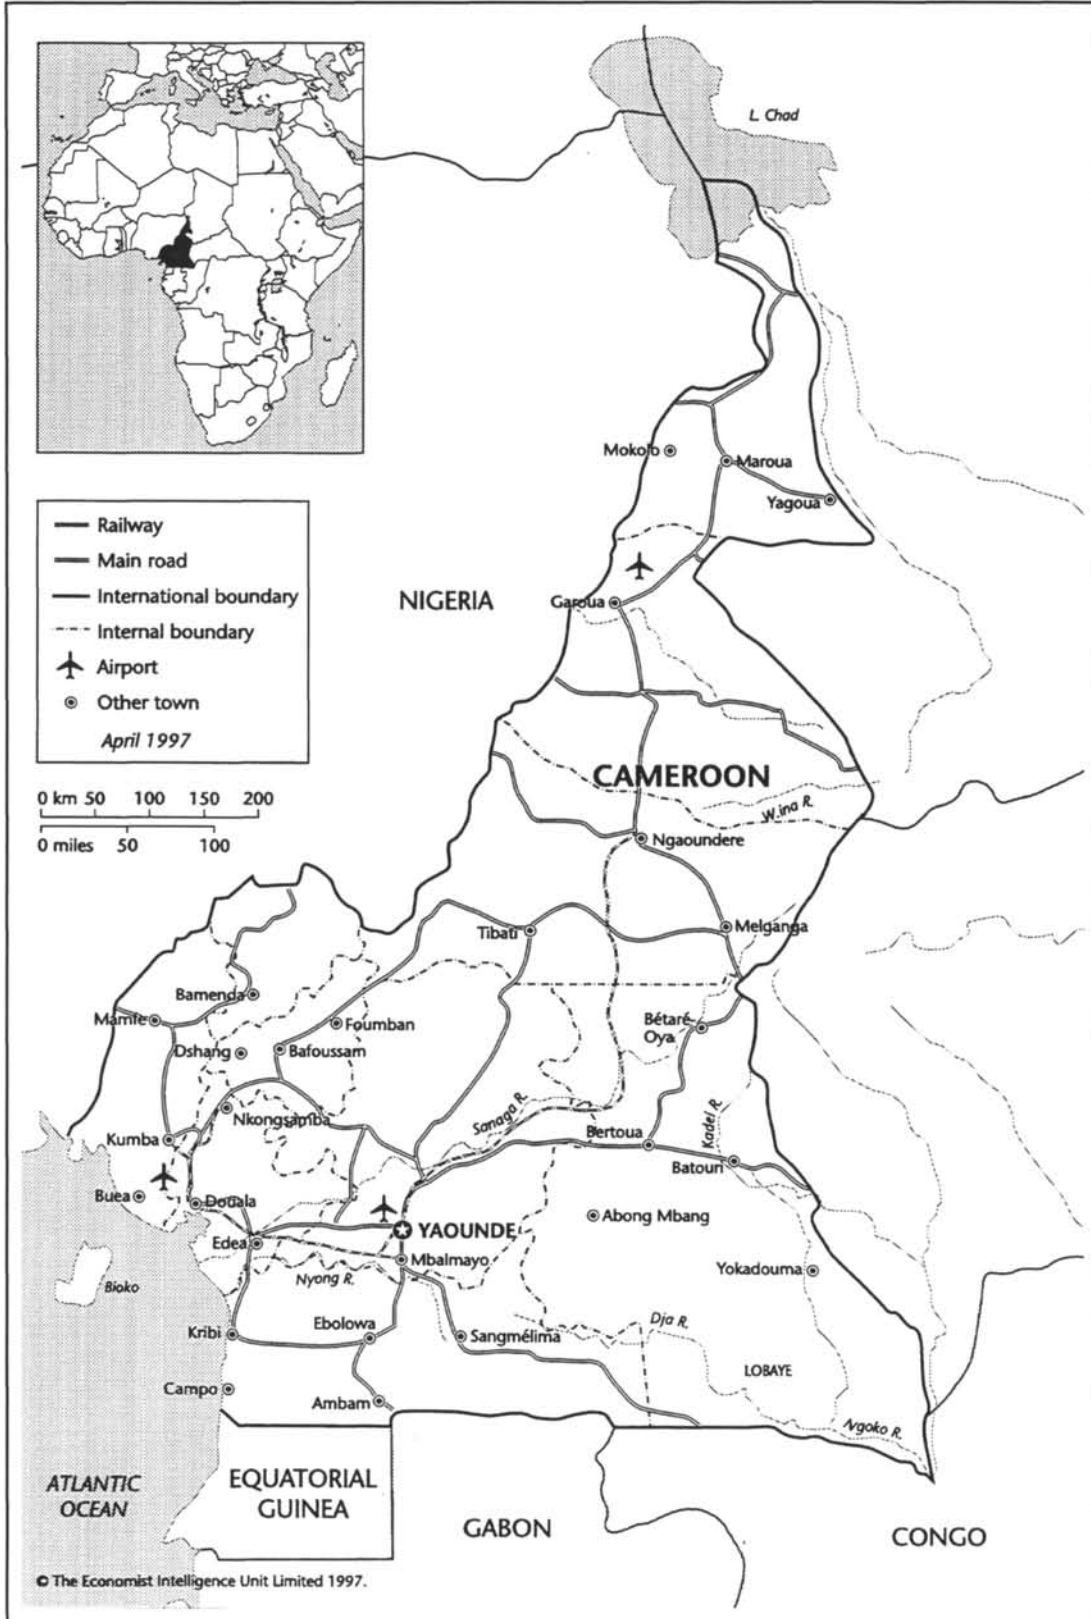 L. Chad
Railway
Main road
International boundary
Internal boundary
Airport
Other town
April 1997
0 km 50 100 150 200
0 miles 50 100
NIGERIA
Moko'o
Maroua
Yagoua
Garoua
CAMEROON
W.ina R.
Ngaoundere
Tibati
Melganga
Bamenda
Mamfe
Foumban
Dshang
Bafoussam
Bétaré-
Oya
Nkongsamba
Sanaga R.
Kadel R.
Kumba
Bertoua
Batouri
Buea
Douala
Abong Mbang
YAOUNDE
Edea
Mbalmayo
Yokadouma
Nyong R.
Bioko
Kribi
Ebolowa
Sangmélima
Dja R.
LOBAYE
Campo
Ambam
Ngoko R.
ATLANTIC
OCEAN
EQUATORIAL
GUINEA
GABON
CONGO
© The Economist Intelligence Unit Limited 1997.